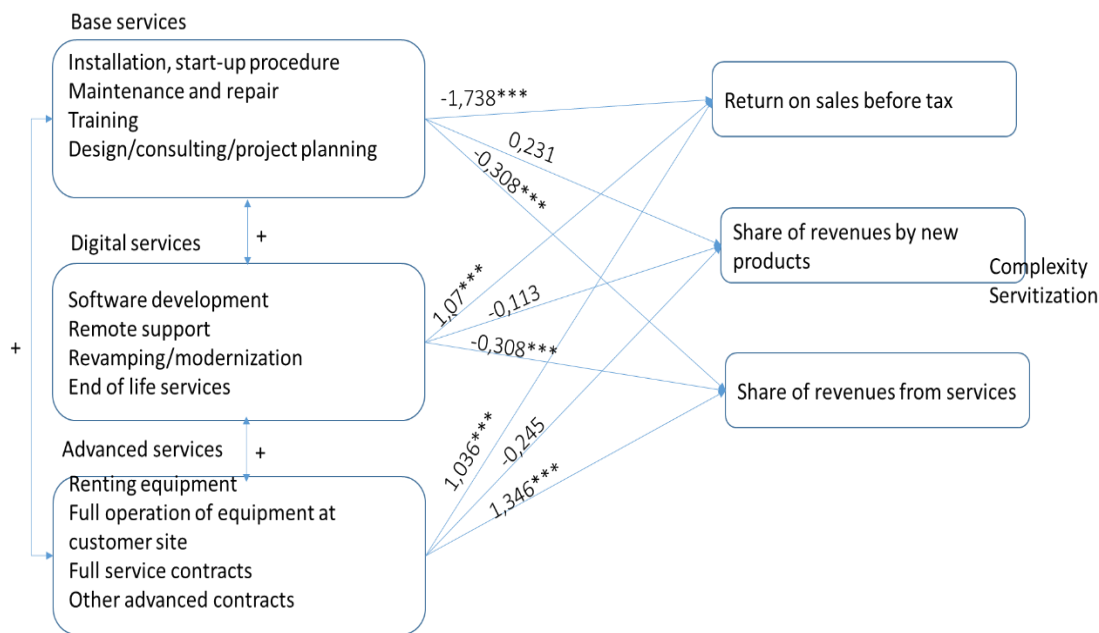 Base services
Installation, start-up procedure
Maintenance and repair
Training
Design/consulting/project planning
Digital services
+
Software development
Remote support
Revamping/modernization
End of life services
+
Advanced services
+
Renting equipment
Full operation of equipment at
customer site
Full service contracts
Other advanced contracts
-1,738***
0,231
-0,308***
1,07***
-0,113
-0,308***
1,036***
-0,245
1,346***
Return on sales before tax
Share of revenues by new
products
Complexity
Servitization
Share of revenues from services